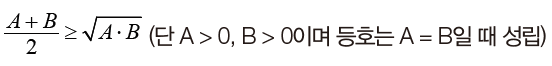 (A + B)/2 ≥ √(A · B) (단 A > 0, B > 0이며 등호는 A = B일 때 성립)